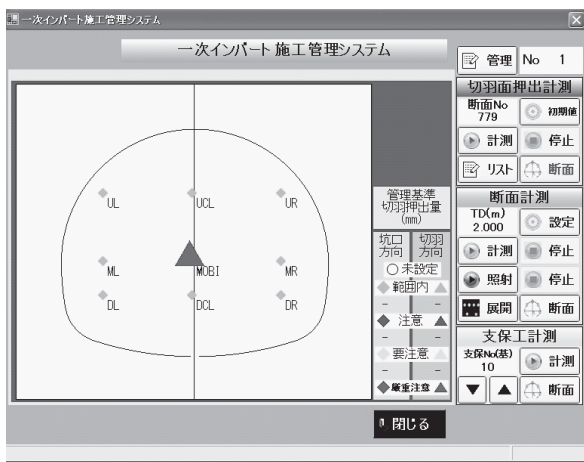 一次インバート施工管理システム
一次インバート 施工管理システム
管理 No 1
切羽面押出計測
断面No
779
初期値
計測 停止
リスト 断面
断面計測
TD(m)
2.000
設定
計測 停止
照射 停止
展開 断面
支保工計測
支保No(基)
10
計測
▼ ▲ 断面
UL UCL UR
ML MOBI MR
DL DCL DR
管理基準
切羽押出量
(mm)
坑口
方向
切羽
方向
○未設定
◆範囲内▲
- -
◆ 注意 ▲
- -
◆要注意▲
- -
◆厳重注意▲
閉じる